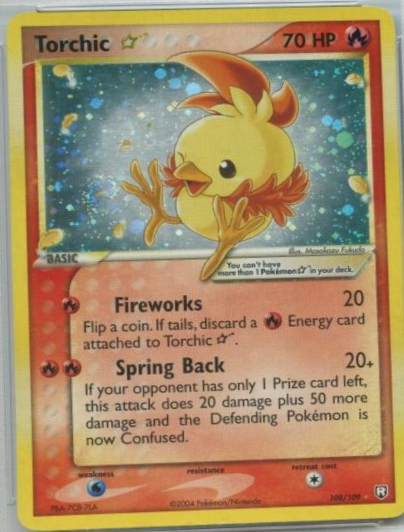 Torchic ☆ 70 HP
Illus. Masakazu Fukuda
BASIC
You can't have
more than 1 Pokémon☆ in your deck.
Fireworks 20
Flip a coin. If tails, discard a Energy card
attached to Torchic ☆.
Spring Back 20+
If your opponent has only 1 Prize card left,
this attack does 20 damage plus 50 more
damage and the Defending Pokémon is
now Confused.
weakness resistance retreat cost
©2004 Pokémon/Nintendo
108/109 R